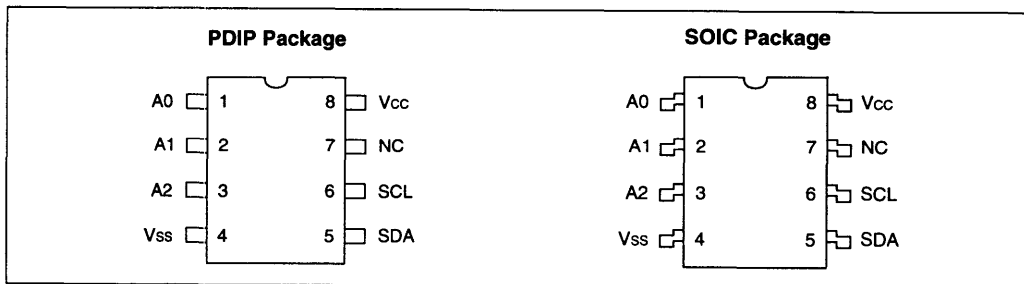 PDIP Package
A0 1 8 Vcc
A1 2 7 NC
A2 3 6 SCL
Vss 4 5 SDA
SOIC Package
A0 1 8 Vcc
A1 2 7 NC
A2 3 6 SCL
Vss 4 5 SDA